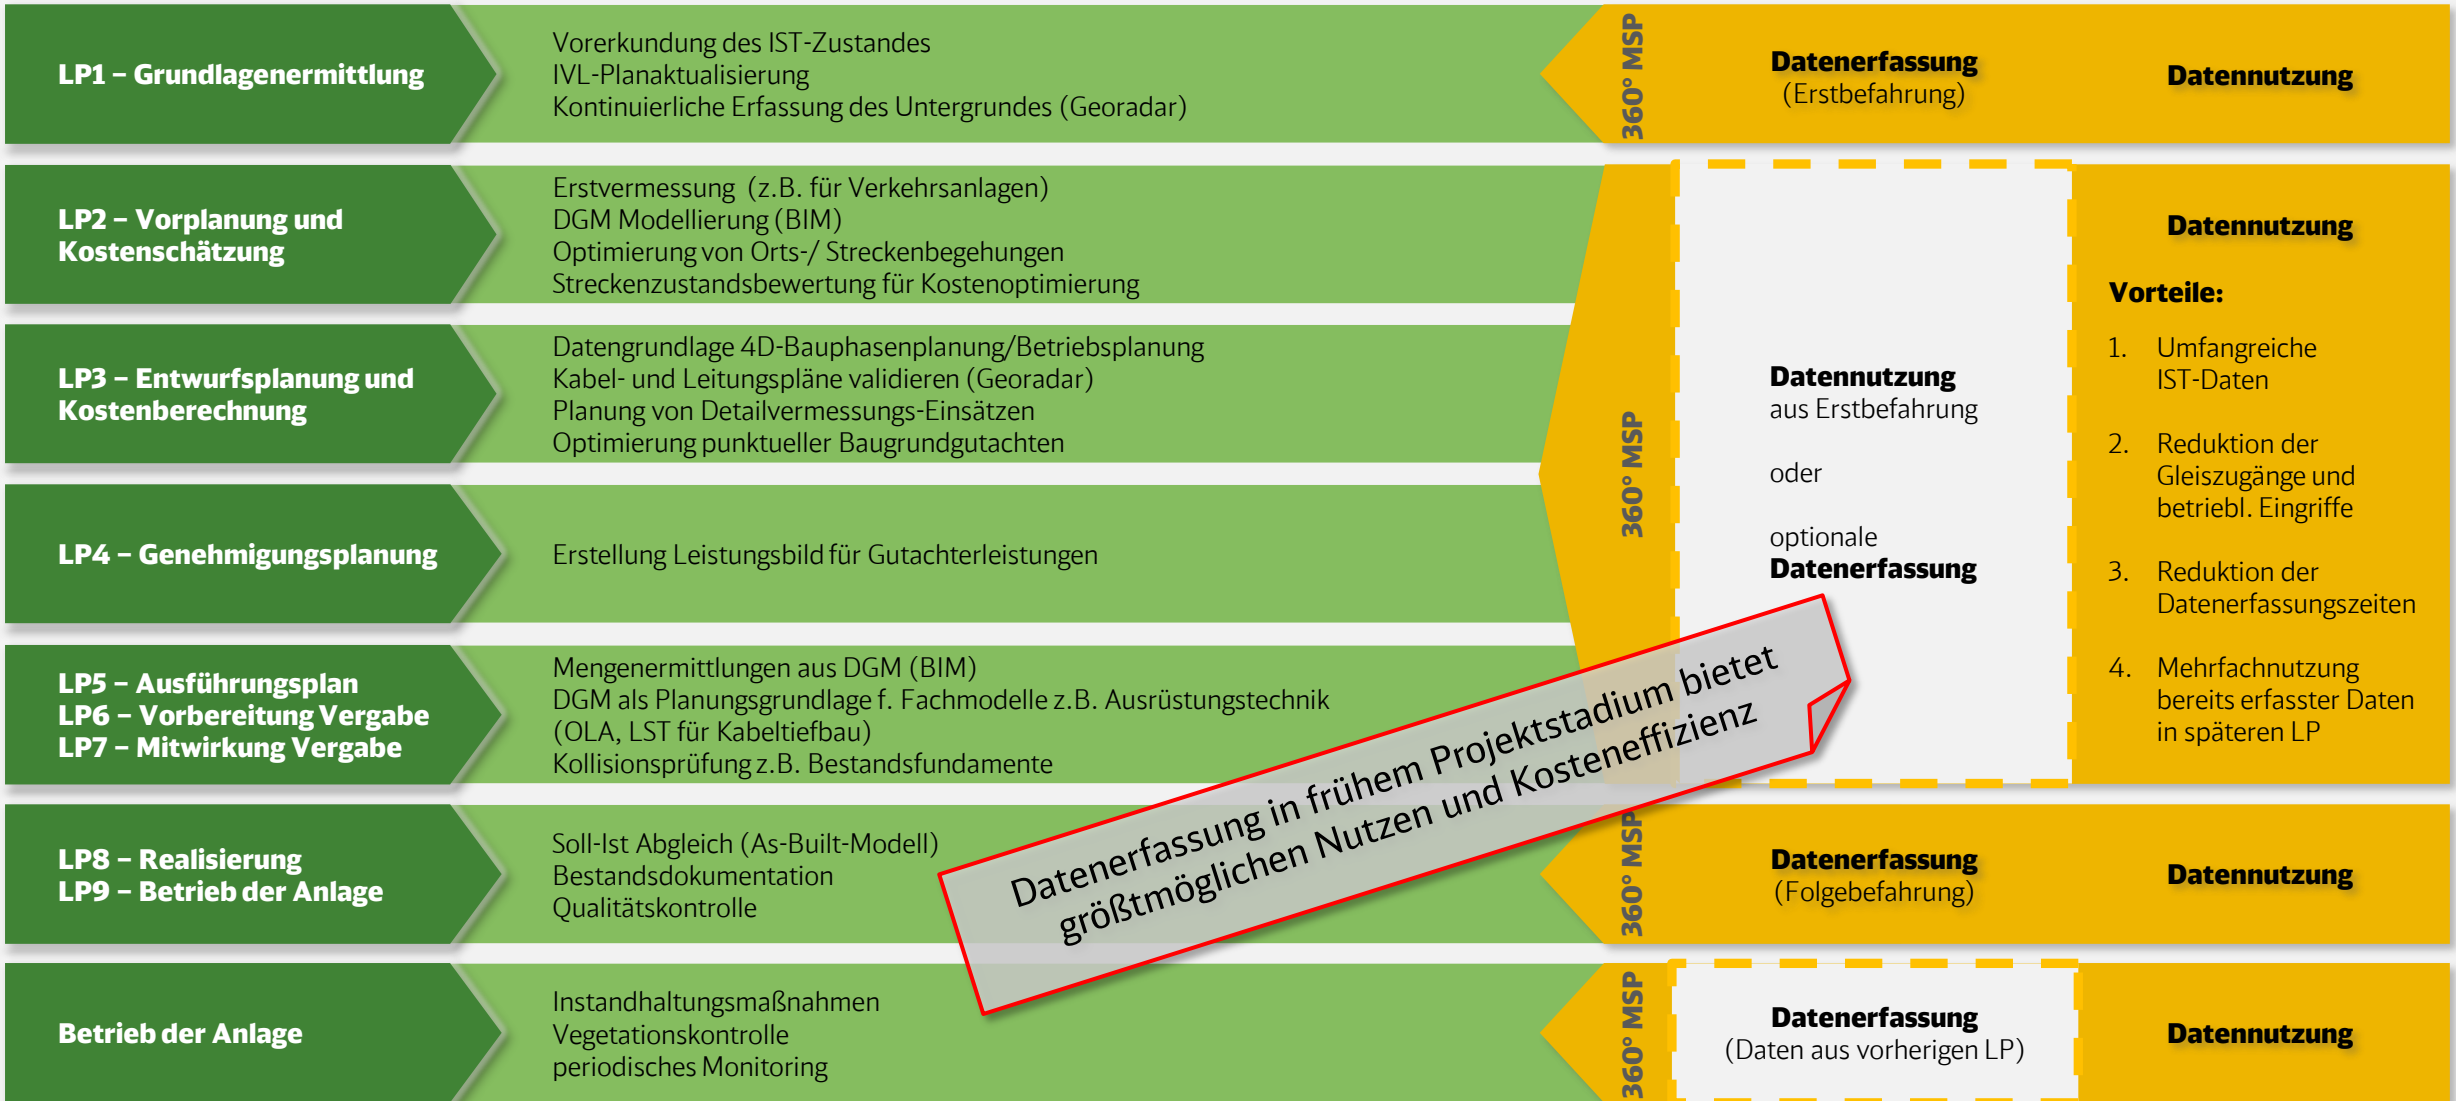 LP1 – Grundlagenermittlung
Vorerkundung des IST-Zustandes
IVL-Planaktualisierung
Kontinuierliche Erfassung des Untergrundes (Georadar)
360° MSP
Datenerfassung
(Erstbefahrung)
Datennutzung
LP2 – Vorplanung und
Kostenschätzung
Erstvermessung (z.B. für Verkehrsanlagen)
DGM Modellierung (BIM)
Optimierung von Orts-/ Streckenbegehungen
Streckenzustandsbewertung für Kostenoptimierung
LP3 – Entwurfsplanung und
Kostenberechnung
Datengrundlage 4D-Bauphasenplanung/Betriebsplanung
Kabel- und Leitungspläne validieren (Georadar)
Planung von Detailvermessungs-Einsätzen
Optimierung punktueller Baugrundgutachten
LP4 – Genehmigungsplanung
Erstellung Leistungsbild für Gutachterleistungen
LP5 – Ausführungsplan
LP6 – Vorbereitung Vergabe
LP7 – Mitwirkung Vergabe
Mengenermittlungen aus DGM (BIM)
DGM als Planungsgrundlage f. Fachmodelle z.B. Ausrüstungstechnik
(OLA, LST für Kabeltiefbau)
Kollisionsprüfung z.B. Bestandsfundamente
360° MSP
Datennutzung
aus Erstbefahrung
oder
optionale
Datenerfassung
Datennutzung
Vorteile:
1. Umfangreiche
IST-Daten
2. Reduktion der
Gleiszugänge und
betriebl. Eingriffe
3. Reduktion der
Datenerfassungszeiten
4. Mehrfachnutzung
bereits erfasster Daten
in späteren LP
Datenerfassung in frühem Projektstadium bietet
größtmöglichen Nutzen und Kosteneffizienz
LP8 – Realisierung
LP9 – Betrieb der Anlage
Soll-Ist Abgleich (As-Built-Modell)
Bestandsdokumentation
Qualitätskontrolle
360° MSP
Datenerfassung
(Folgebefahrung)
Datennutzung
Betrieb der Anlage
Instandhaltungsmaßnahmen
Vegetationskontrolle
periodisches Monitoring
360° MSP
Datenerfassung
(Daten aus vorherigen LP)
Datennutzung